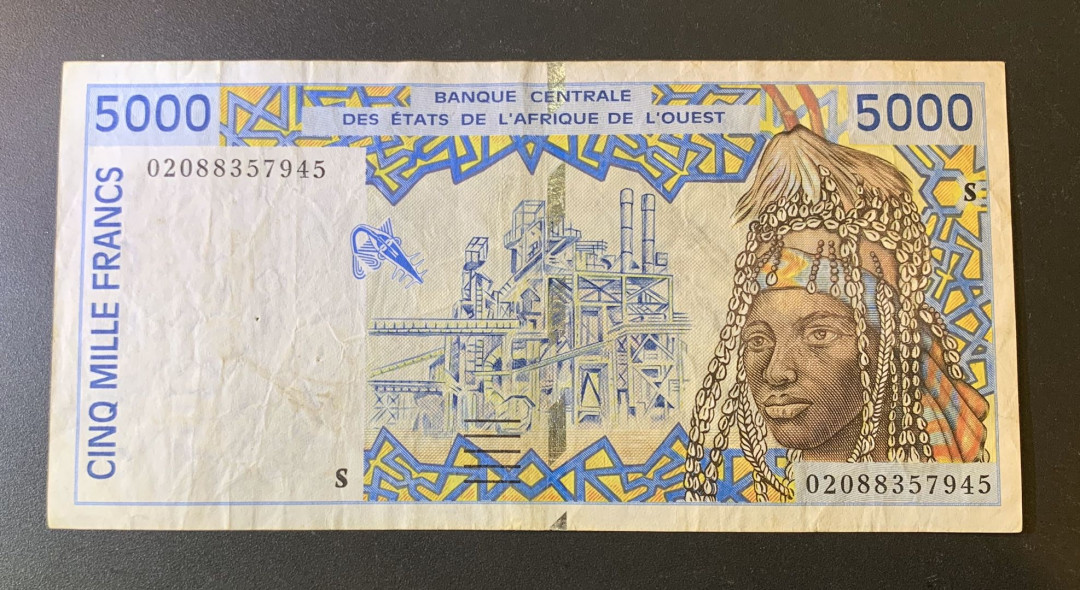 5000
BANQUE CENTRALE
DES ÉTATS DE L'AFRIQUE DE L'OUEST
5000
02088357945
S
CINQ MILLE FRANCS
S
02088357945